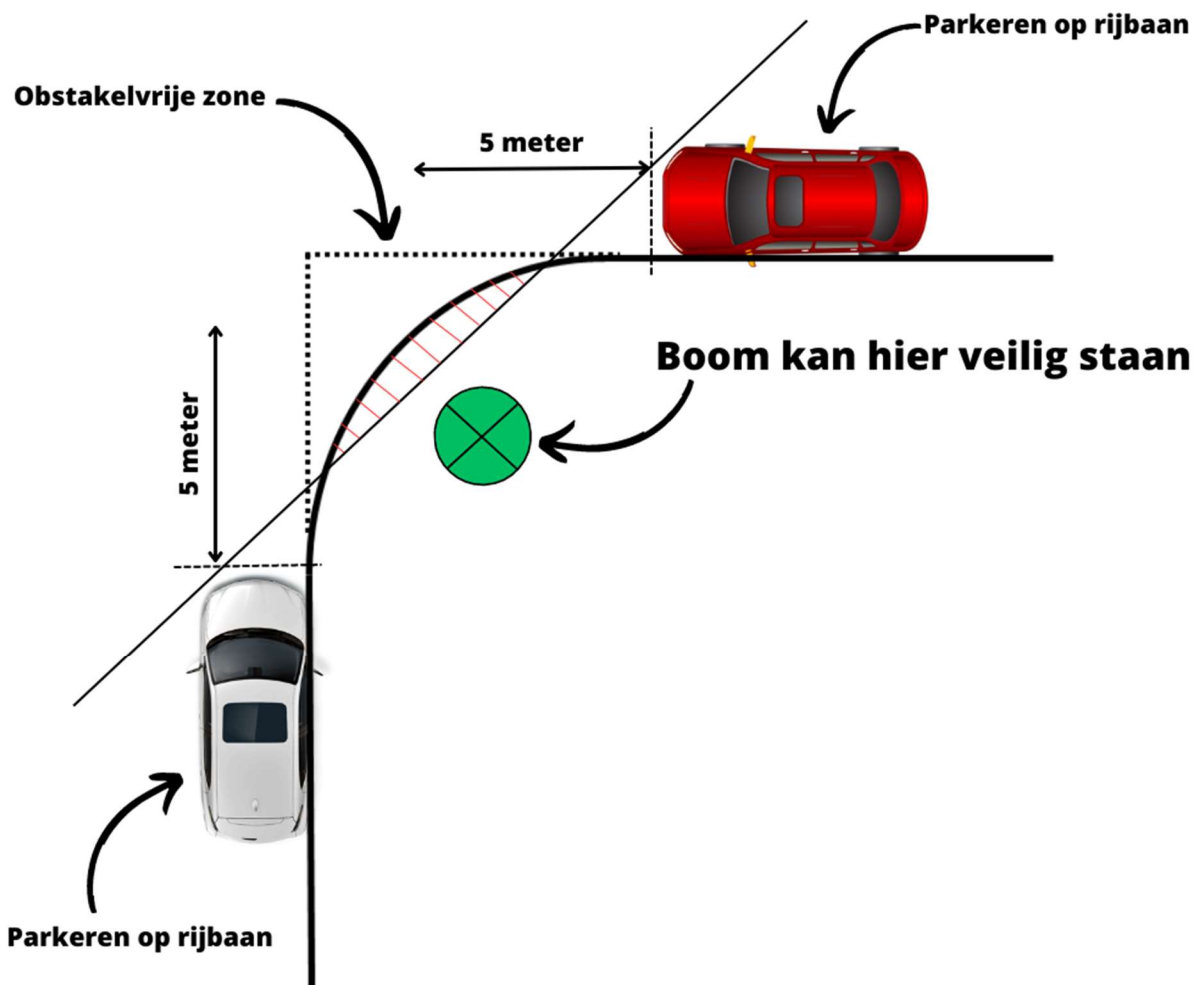 Parkeren op rijbaan
Obstakelvrije zone
5 meter
Boom kan hier veilig staan
5 meter
Parkeren op rijbaan